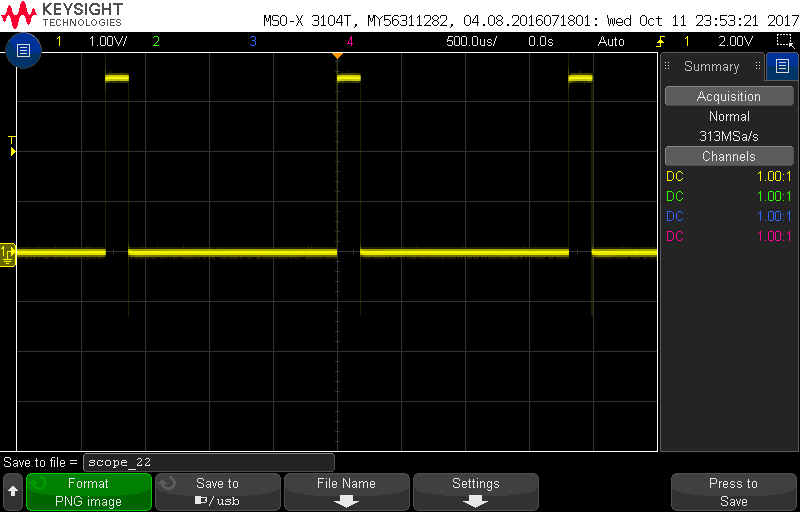 KEYSIGHT
TECHNOLOGIES
MSO-X 3104T, MY56311282, 04.08.2016071801: Wed Oct 11 23:53:21 2017
1 1.00V/ 2 3 4 500.0us/ 0.0s Auto 1 2.00V
Summary
Acquisition
Normal
313MSa/s
Channels
DC 1.00:1
DC 1.00:1
DC 1.00:1
DC 1.00:1
T
1
Save to file = scope_22
Format
PNG image
Save to
/usb
File Name
Settings
Press to
Save